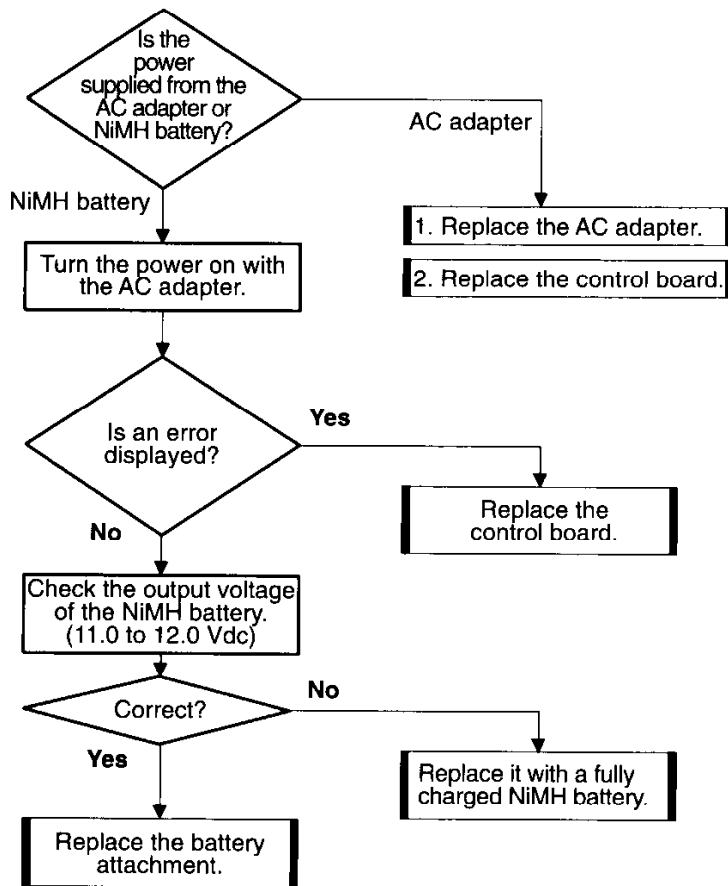 Is the
power
supplied from the
AC adapter or
NiMH battery?
AC adapter
NiMH battery
1. Replace the AC adapter.
2. Replace the control board.
Turn the power on with
the AC adapter.
Is an error
displayed?
Yes
Replace the
control board.
No
Check the output voltage
of the NiMH battery.
(11.0 to 12.0 Vdc)
Correct?
No
Yes
Replace it with a fully
charged NiMH battery.
Replace the battery
attachment.